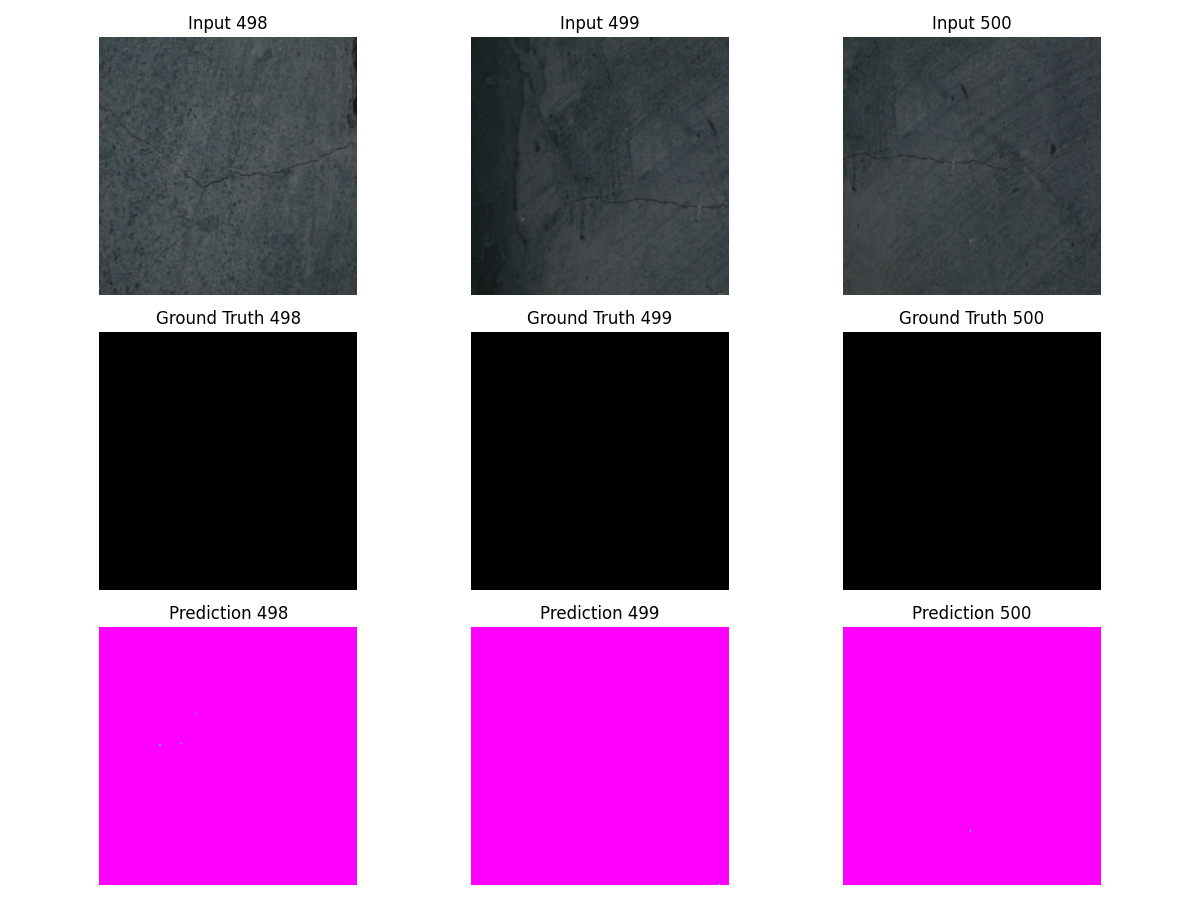 Input 498
Input 499
Input 500
Ground Truth 498
Ground Truth 499
Ground Truth 500
Prediction 498
Prediction 499
Prediction 500